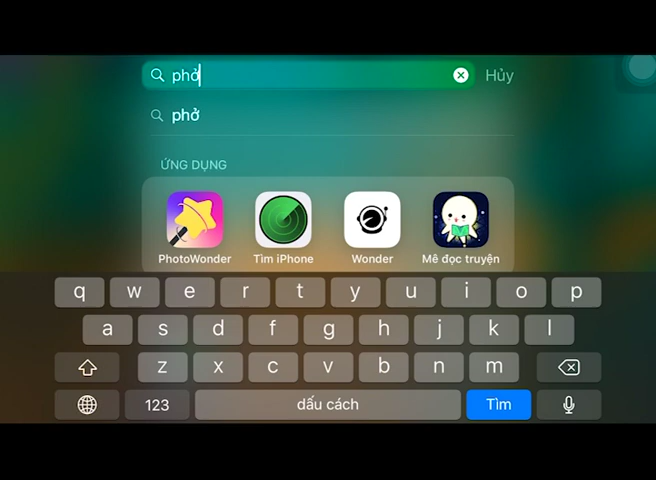 phở
Hủy
phở
ỨNG DỤNG
PhotoWonder Tìm iPhone Wonder Mê đọc truyện
q w e r t y u i o p
a s d f g h j k l
z x c v b n m
123 dấu cách Tìm